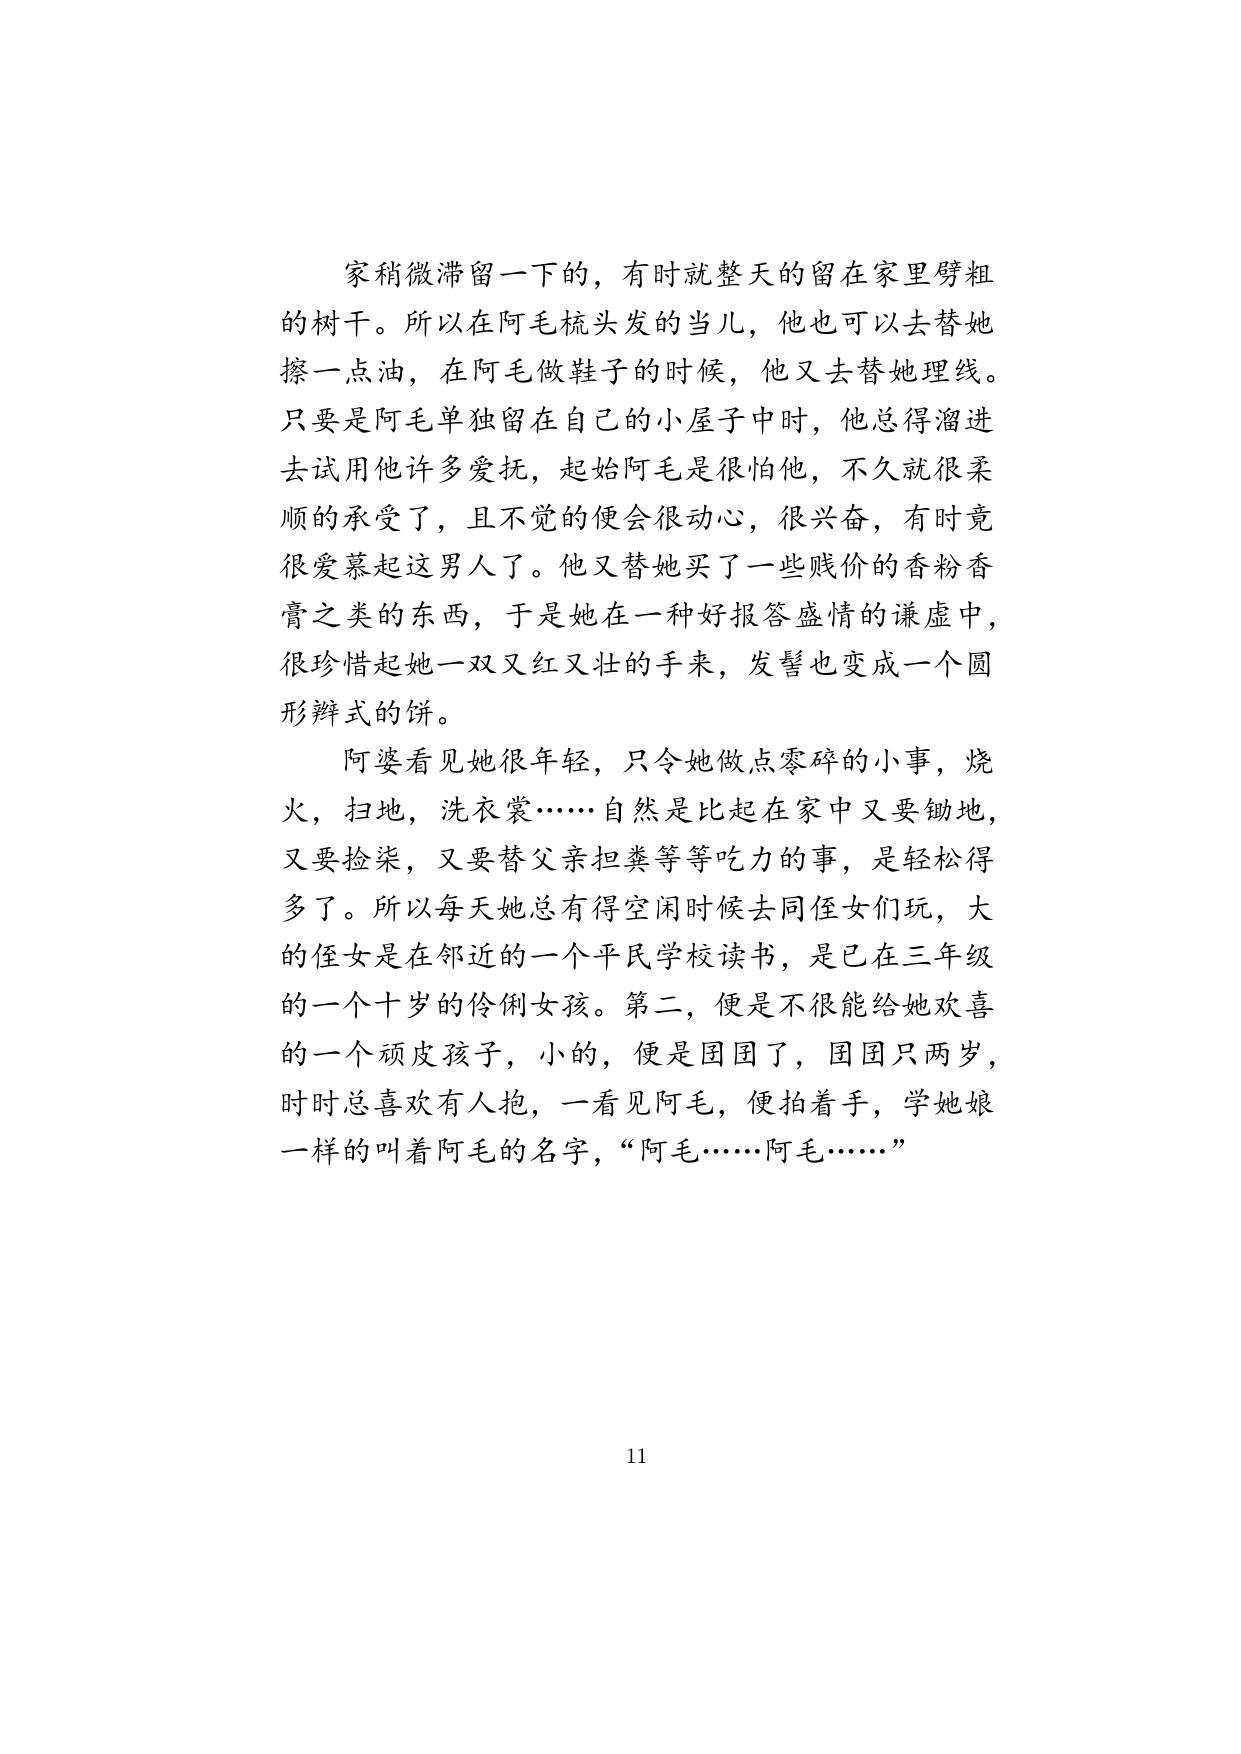 家稍微滞留一下的，有时就整天的留在家里劈粗
的树干。所以在阿毛梳头发的当儿，他也可以去替她
擦一点油，在阿毛做鞋子的时候，他又去替她理线。
只要是阿毛单独留在自己的小屋子中时，他总得溜进
去试用他许多爱抚，起始阿毛是很怕他，不久就很柔
顺的承受了，且不觉的便会很动心，很兴奋，有时竟
很爱慕起这男人了。他又替她买了一些贱价的香粉香
膏之类的东西，于是她在一种好报答盛情的谦虚中，
很珍惜起她一双又红又壮的手来，发髻也变成一个圆
形辫式的饼。
阿婆看见她很年轻，只令她做点零碎的小事，烧
火，扫地，洗衣裳……自然是比起在家中又要锄地，
又要捡柒，又要替父亲担粪等等吃力的事，是轻松得
多了。所以每天她总有得空闲时候去同侄女们玩，大
的侄女是在邻近的一个平民学校读书，是已在三年级
的一个十岁的伶俐女孩。第二，便是不很能给她欢喜
的一个顽皮孩子，小的，便是囝囝了，囝囝只两岁，
时时总喜欢有人抱，一看见阿毛，便拍着手，学她娘
一样的叫着阿毛的名字，“阿毛……阿毛……”
11